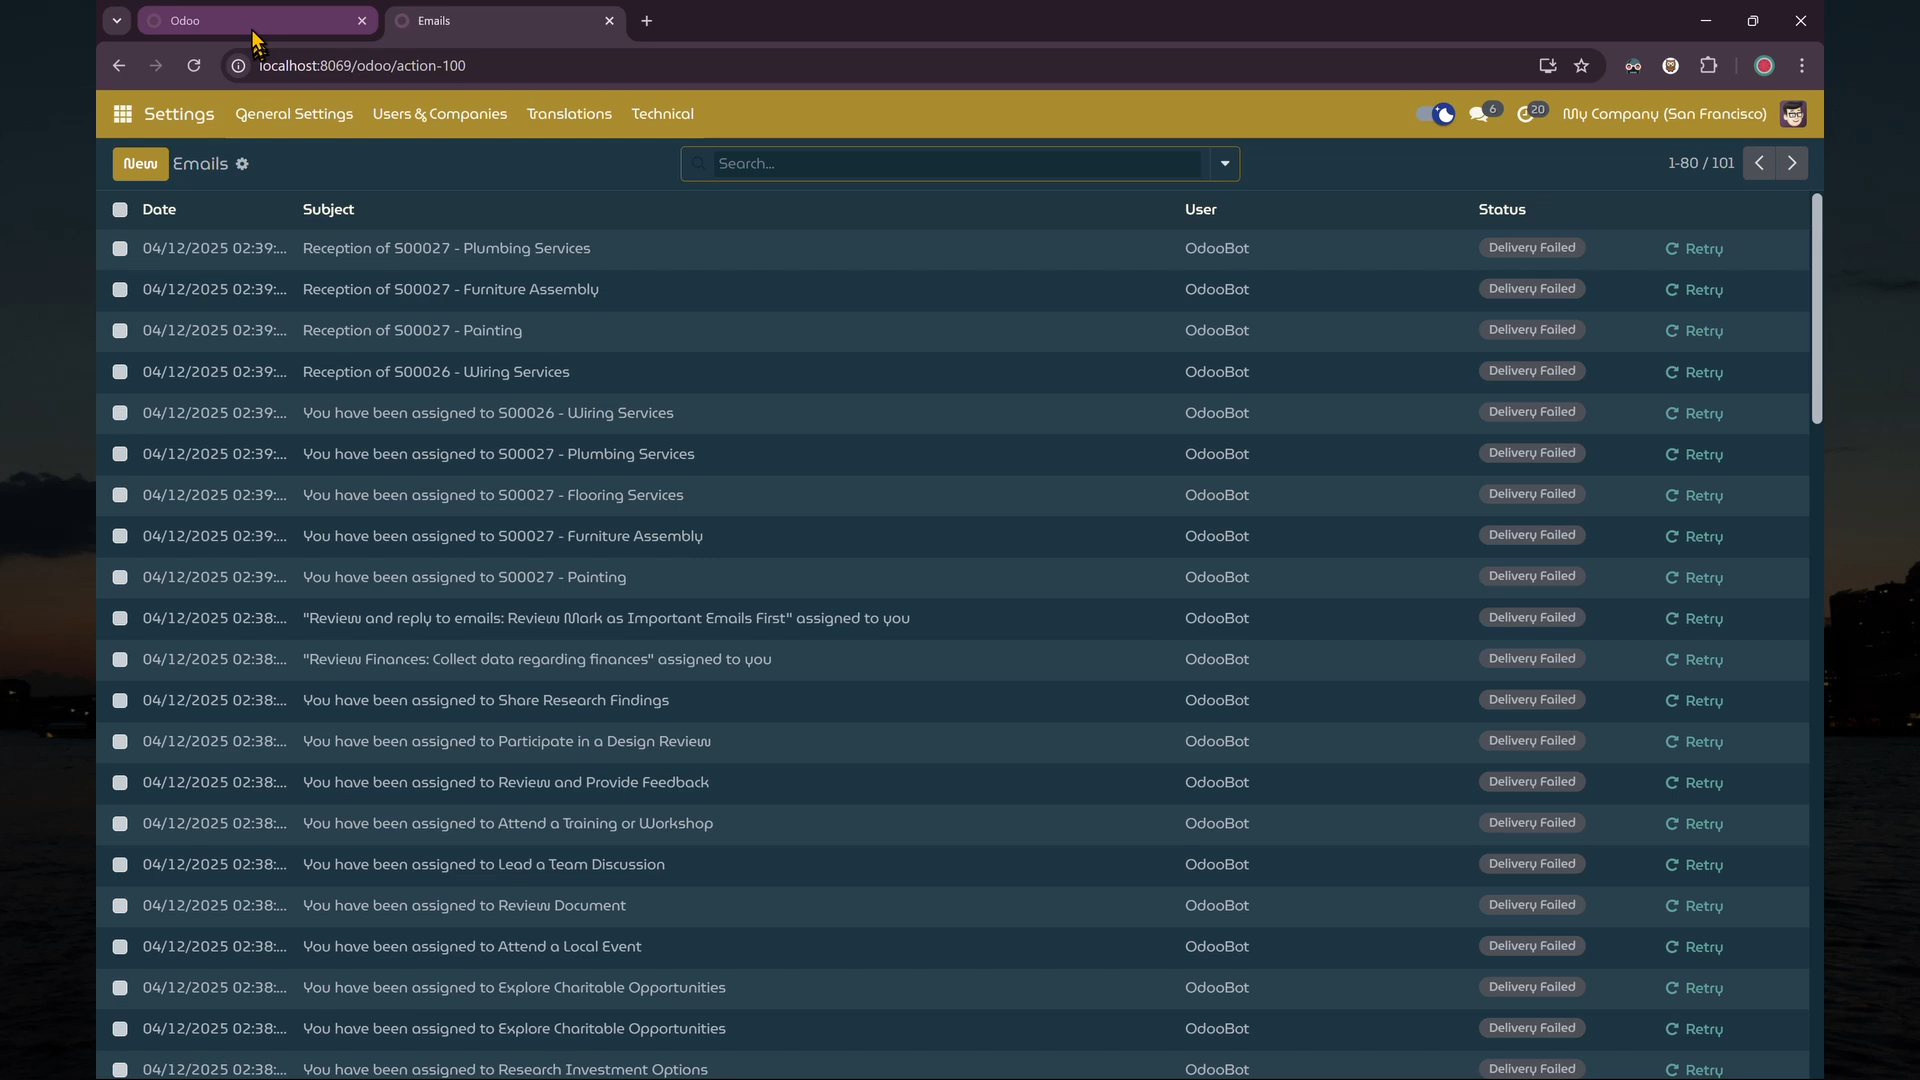 Odoo
Emails
localhost:8069/odoo/action-100
Settings General Settings Users & Companies Translations Technical 6 20 My Company (San Francisco)
New Emails Search... 1-80 / 101
Date Subject User Status
04/12/2025 02:39:... Reception of S00027 - Plumbing Services OdooBot Delivery Failed Retry
04/12/2025 02:39:... Reception of S00027 - Furniture Assembly OdooBot Delivery Failed Retry
04/12/2025 02:39:... Reception of S00027 - Painting OdooBot Delivery Failed Retry
04/12/2025 02:39:... Reception of S00026 - Wiring Services OdooBot Delivery Failed Retry
04/12/2025 02:39:... You have been assigned to S00026 - Wiring Services OdooBot Delivery Failed Retry
04/12/2025 02:39:... You have been assigned to S00027 - Plumbing Services OdooBot Delivery Failed Retry
04/12/2025 02:39:... You have been assigned to S00027 - Flooring Services OdooBot Delivery Failed Retry
04/12/2025 02:39:... You have been assigned to S00027 - Furniture Assembly OdooBot Delivery Failed Retry
04/12/2025 02:39:... You have been assigned to S00027 - Painting OdooBot Delivery Failed Retry
04/12/2025 02:38:... "Review and reply to emails: Review Mark as Important Emails First" assigned to you OdooBot Delivery Failed Retry
04/12/2025 02:38:... "Review Finances: Collect data regarding finances" assigned to you OdooBot Delivery Failed Retry
04/12/2025 02:38:... You have been assigned to Share Research Findings OdooBot Delivery Failed Retry
04/12/2025 02:38:... You have been assigned to Participate in a Design Review OdooBot Delivery Failed Retry
04/12/2025 02:38:... You have been assigned to Review and Provide Feedback OdooBot Delivery Failed Retry
04/12/2025 02:38:... You have been assigned to Attend a Training or Workshop OdooBot Delivery Failed Retry
04/12/2025 02:38:... You have been assigned to Lead a Team Discussion OdooBot Delivery Failed Retry
04/12/2025 02:38:... You have been assigned to Review Document OdooBot Delivery Failed Retry
04/12/2025 02:38:... You have been assigned to Attend a Local Event OdooBot Delivery Failed Retry
04/12/2025 02:38:... You have been assigned to Explore Charitable Opportunities OdooBot Delivery Failed Retry
04/12/2025 02:38:... You have been assigned to Explore Charitable Opportunities OdooBot Delivery Failed Retry
04/12/2025 02:38:... You have been assigned to Research Investment Options OdooBot Delivery Failed Retry